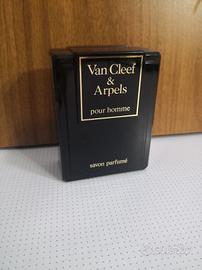 Van Cleef
&
Arpels
pour homme
savon parfumé